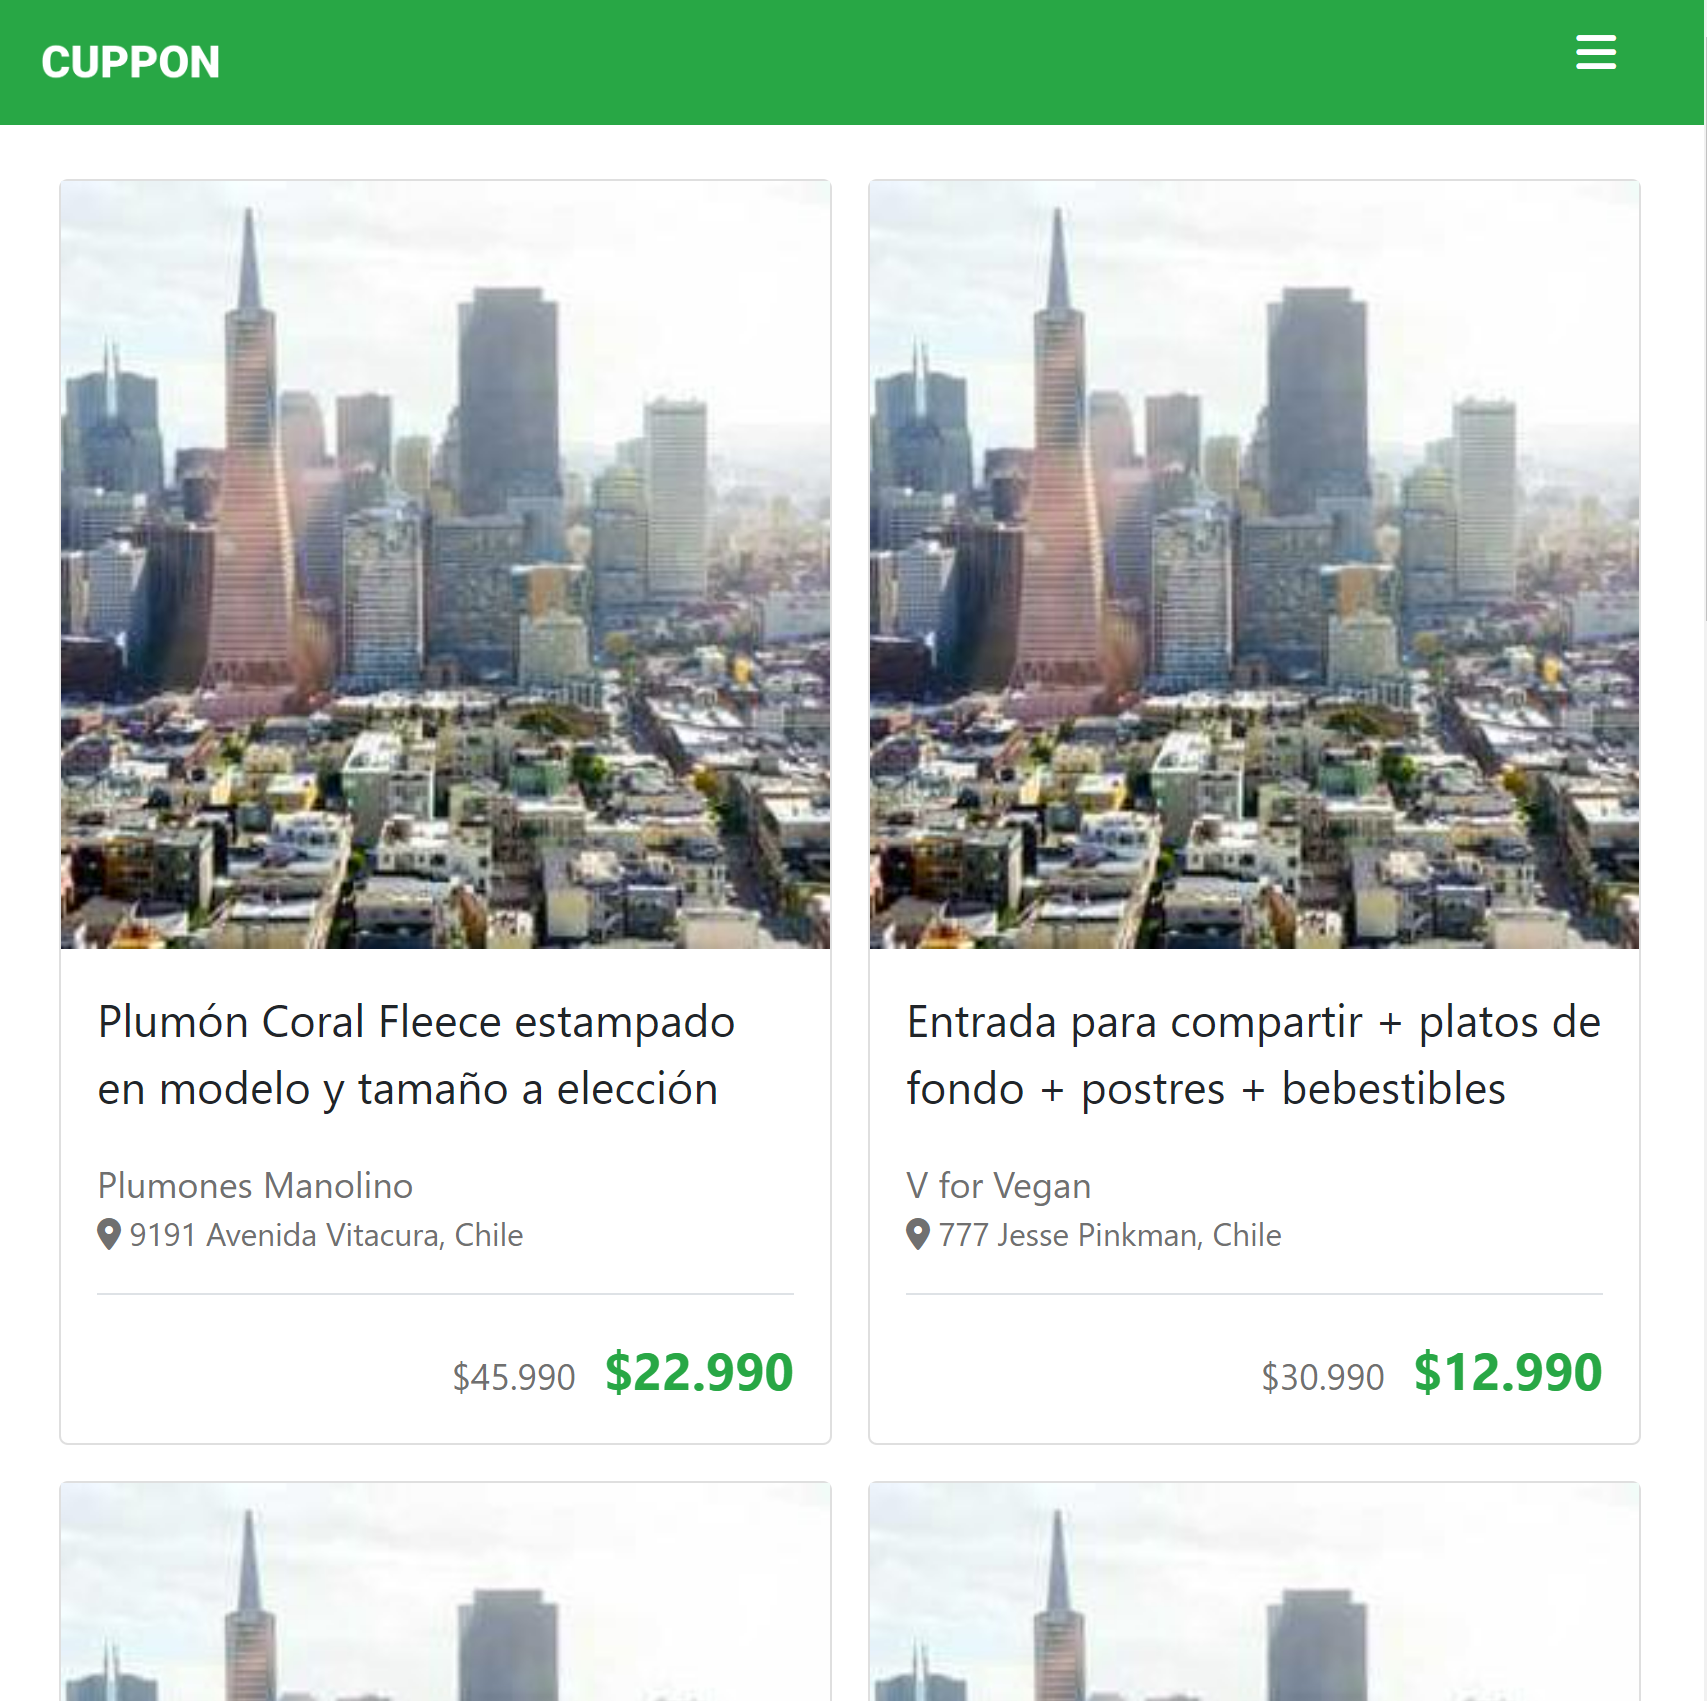 CUPPON
Plumón Coral Fleece estampado
en modelo y tamaño a elección
Plumones Manolino
9191 Avenida Vitacura, Chile
$45.990 $22.990
Entrada para compartir + platos de
fondo + postres + bebestibles
V for Vegan
777 Jesse Pinkman, Chile
$30.990 $12.990